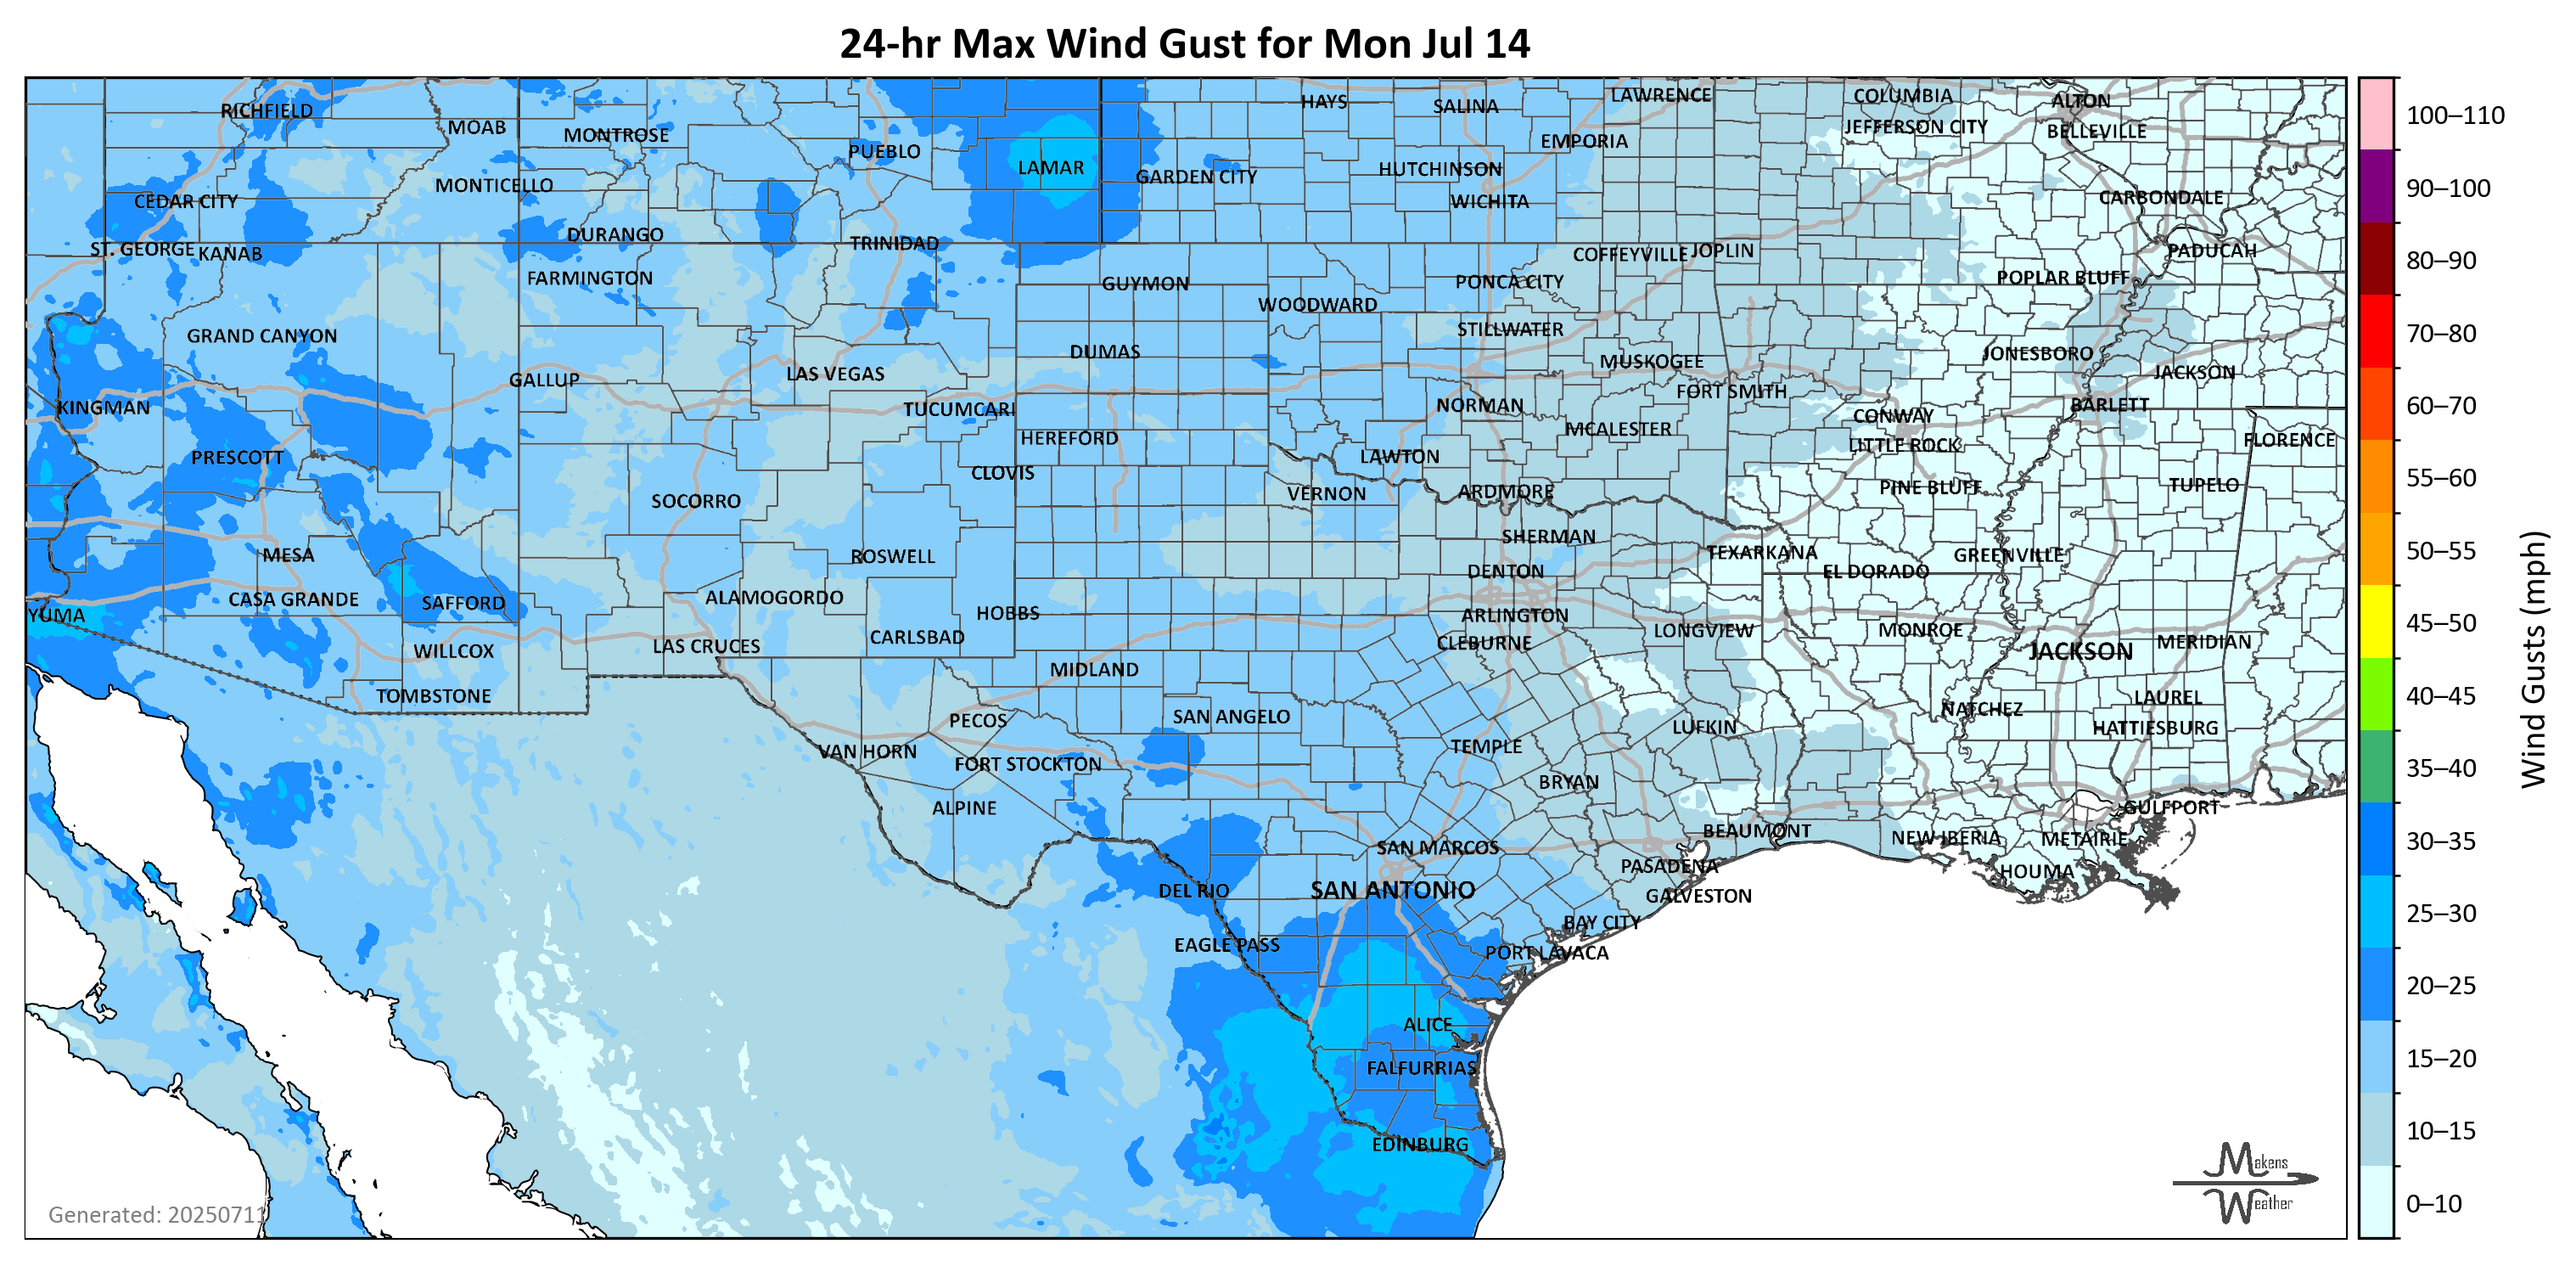 24-hr Max Wind Gust for Mon Jul 14
RICHFIELD
MOAB
MONTROSE
PUEBLO
LAMAR
HAYS
SALINA
LAWRENCE
COLUMBIA
ALTON
EMPORIA
JEFFERSON CITY
BELLEVILLE
MONTICELLO
GARDEN CITY
HUTCHINSON
CEDAR CITY
WICHITA
CARBONDALE
ST. GEORGE
KANAB
DURANGO
TRINIDAD
COFFEYVILLE
JOPLIN
PADUCAH
FARMINGTON
GUYMON
PONCA CITY
POPLAR BLUFF
WOODWARD
GRAND CANYON
STILLWATER
DUMAS
MUSKOGEE
JONESBORO
GALLUP
LAS VEGAS
FORT SMITH
JACKSON
KINGMAN
TUCUMCARI
NORMAN
CONWAY
BARLETT
HEREFORD
MCALESTER
LITTLE ROCK
FLORENCE
PRESCOTT
CLOVIS
LAWTON
SOCORRO
VERNON
ARDMORE
PINE BLUFF
TUPELO
MESA
ROSWELL
SHERMAN
TEXARKANA
GREENVILLE
DENTON
EL DORADO
CASA GRANDE
SAFFORD
ALAMOGORDO
HOBBS
ARLINGTON
YUMA
LAS CRUCES
CARLSBAD
CLEBURNE
LONGVIEW
MONROE
JACKSON
MERIDIAN
WILLCOX
MIDLAND
TOMBSTONE
LAUREL
PECOS
SAN ANGELO
NATCHEZ
VAN HORN
FORT STOCKTON
TEMPLE
LUFKIN
HATTIESBURG
ALPINE
BRYAN
GULFPORT
SAN MARCOS
BEAUMONT
NEW IBERIA
METAIRIE
DEL RIO
SAN ANTONIO
PASADENA
HOUMA
GALVESTON
EAGLE PASS
BAY CITY
PORT LAVACA
ALICE
FALFURRIAS
EDINBURG
Generated: 20250711
Makens
Weather
100–110
90–100
80–90
70–80
60–70
55–60
50–55
45–50
40–45
35–40
30–35
25–30
20–25
15–20
10–15
0–10
Wind Gusts (mph)